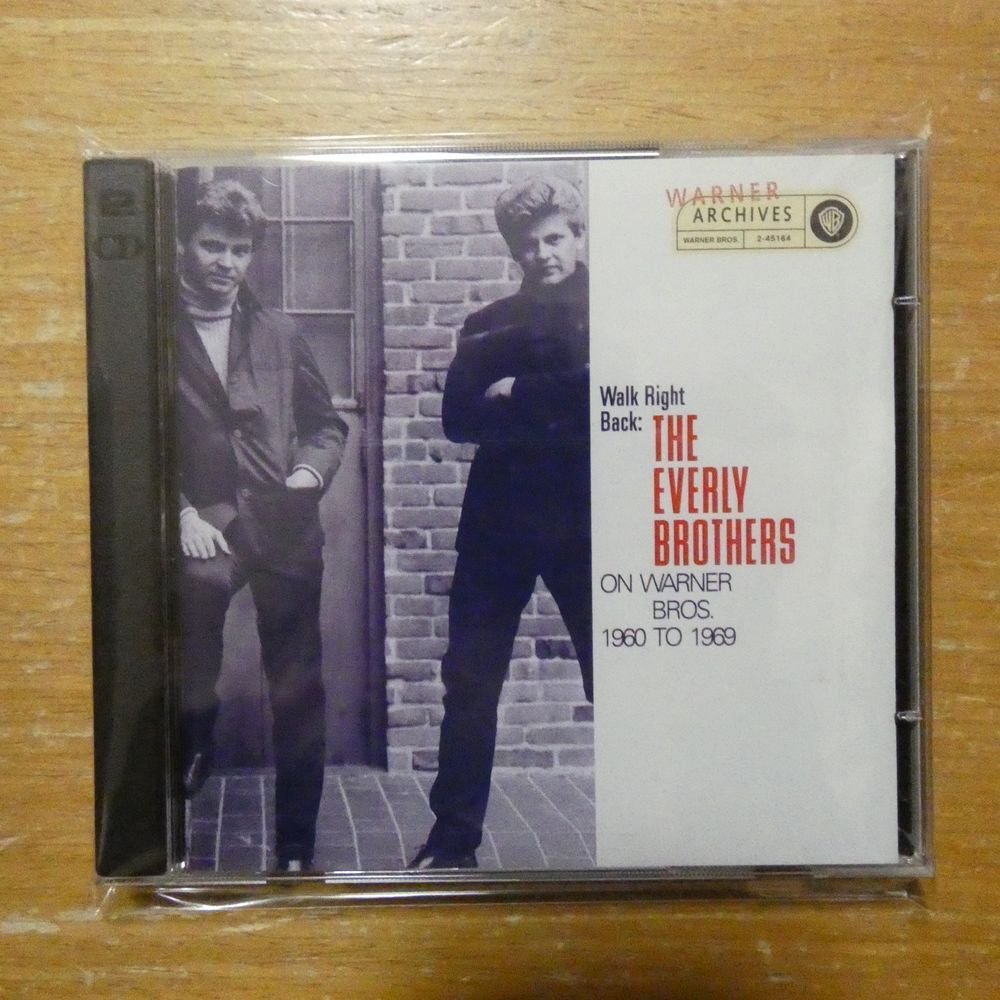 2
CD
WARNER
ARCHIVES
WARNER BROS. 2-45164
WB
Walk Right
Back: THE
EVERLY
BROTHERS
ON WARNER
BROS.
1960 TO 1969